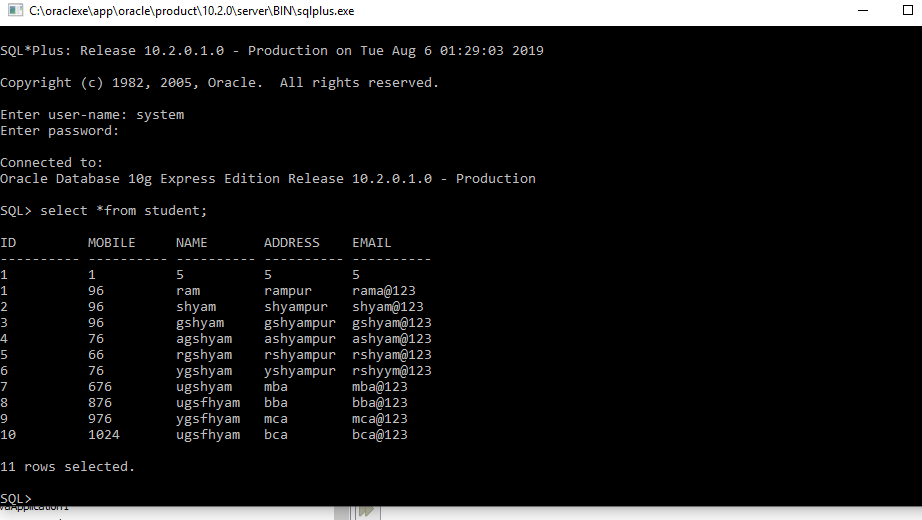 C:\oraclexe\app\oracle\product\10.2.0\server\BIN\sqlplus.exe
SQL*Plus: Release 10.2.0.1.0 - Production on Tue Aug 6 01:29:03 2019
Copyright (c) 1982, 2005, Oracle.  All rights reserved.
Enter user-name: system
Enter password:
Connected to:
Oracle Database 10g Express Edition Release 10.2.0.1.0 - Production
SQL> select *from student;
ID         MOBILE     NAME       ADDRESS    EMAIL
---------- ---------- ---------- ---------- ----------
1          1          5          5          5
1          96         ram        rampur     rama@123
2          96         shyam      shyampur   shyam@123
3          96         gshyam     gshyampur  gshyam@123
4          76         agshyam    ashyampur  ashyam@123
5          66         rgshyam    rshyampur  rshyam@123
6          76         ygshyam    yshyampur  rshyym@123
7          676        ugshyam    mba        mba@123
8          876        ugsfhyam   bba        bba@123
9          976        ygsfhyam   mca        mca@123
10         1024       ugsfhyam   bca        bca@123
11 rows selected.
SQL>